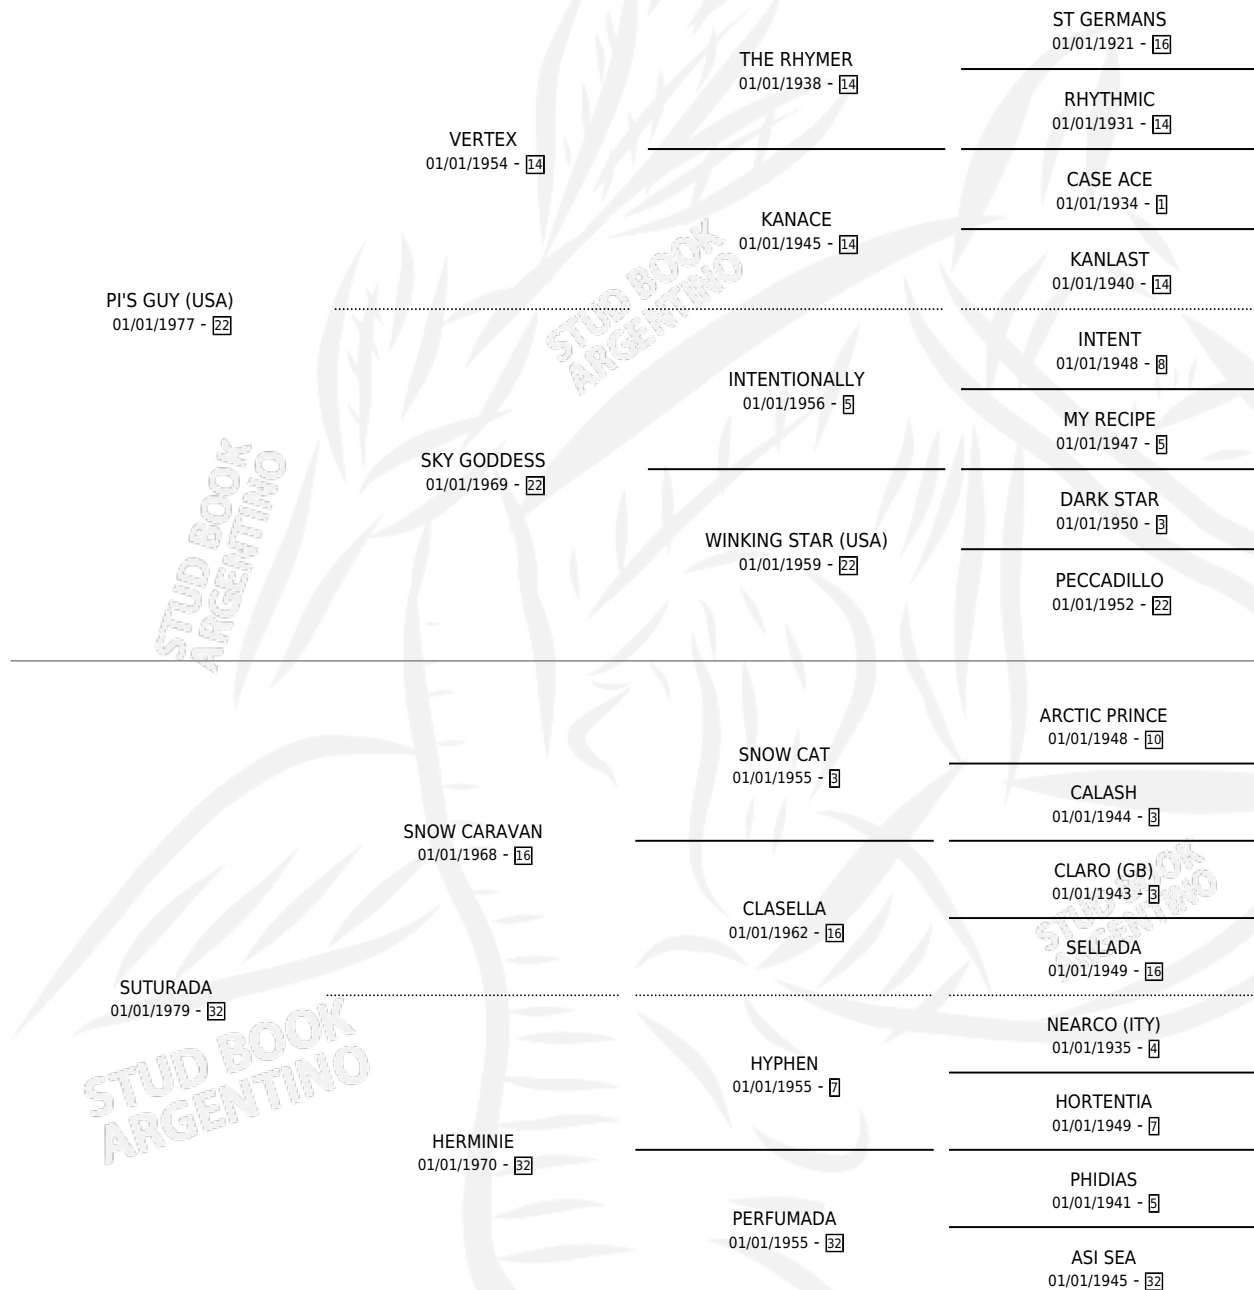 ST GERMANS
01/01/1921 - 16
THE RHYMER
01/01/1938 - 14
RHYTHMIC
01/01/1931 - 14
VERTEX
01/01/1954 - 14
CASE ACE
01/01/1934 - 1
KANACE
01/01/1945 - 14
KANLAST
01/01/1940 - 14
PI'S GUY (USA)
01/01/1977 - 22
INTENT
01/01/1948 - 8
INTENTIONALLY
01/01/1956 - 5
MY RECIPE
01/01/1947 - 5
SKY GODDESS
01/01/1969 - 22
DARK STAR
01/01/1950 - 3
WINKING STAR (USA)
01/01/1959 - 22
PECCADILLO
01/01/1952 - 22
ARCTIC PRINCE
01/01/1948 - 10
SNOW CAT
01/01/1955 - 3
CALASH
01/01/1944 - 3
SNOW CARAVAN
01/01/1968 - 16
CLARO (GB)
01/01/1943 - 3
CLASELLA
01/01/1962 - 16
SELLADA
01/01/1949 - 16
SUTURADA
01/01/1979 - 32
NEARCO (ITY)
01/01/1935 - 4
HYPHEN
01/01/1955 - 7
HORTENTIA
01/01/1949 - 7
HERMINIE
01/01/1970 - 32
PHIDIAS
01/01/1941 - 5
PERFUMADA
01/01/1955 - 32
ASI SEA
01/01/1945 - 32
STUD BOOK
ARGENTINO
STUD BOOK
ARGENTINO
STUD BOOK
ARGENTINO
STUD BOOK
ARGENTINO